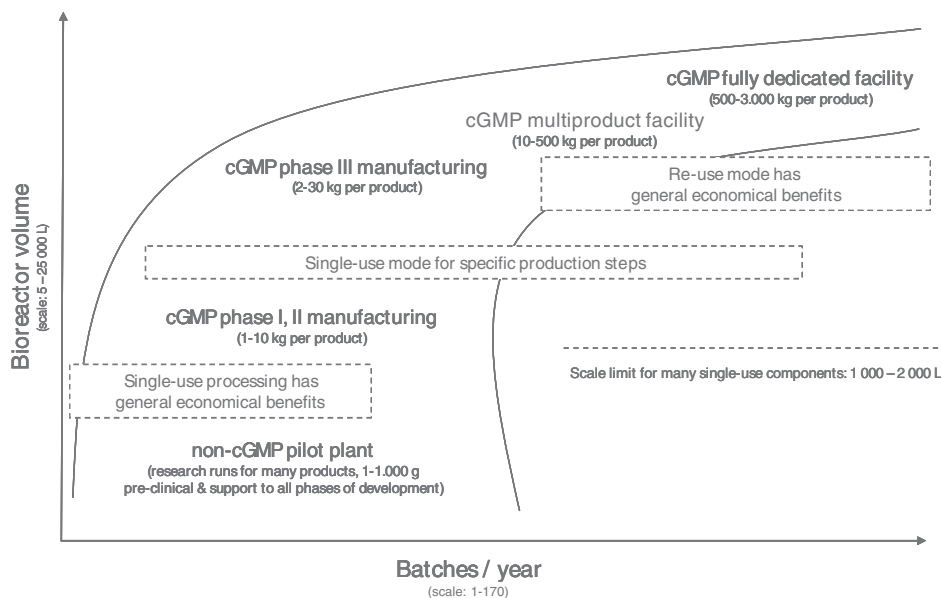 cGMP fully dedicated facility
(500-3.000 kg per product)
cGMP multiproduct facility
(10-500 kg per product)
cGMP phase III manufacturing
(2-30 kg per product)
Re-use mode has
general economical benefits
Single-use mode for specific production steps
Bioreactor volume
(scale: 5 – 25 000 L)
cGMP phase I, II manufacturing
(1-10 kg per product)
Scale limit for many single-use components: 1 000 – 2 000 L
Single-use processing has
general economical benefits
non-cGMP pilot plant
(research runs for many products, 1-1.000 g
pre-clinical & support to all phases of development)
Batches / year
(scale: 1-170)